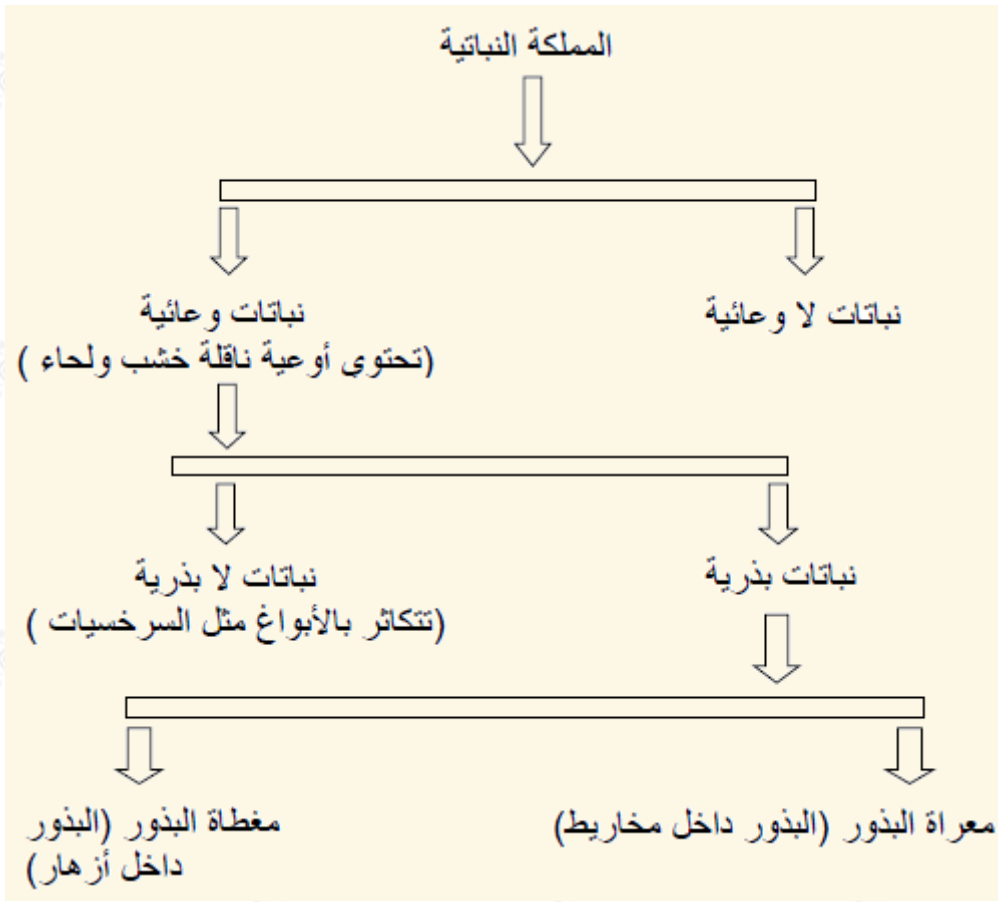 المملكة النباتية
نباتات لا وعائية
نباتات وعائية
(تحتوي أوعية ناقلة خشب ولحاء )
نباتات بذرية
نباتات لا بذرية
(تتكاثر بالأبواغ مثل السرخسيات )
معراة البذور (البذور داخل مخاريط)
مغطاة البذور (البذور
داخل أزهار)